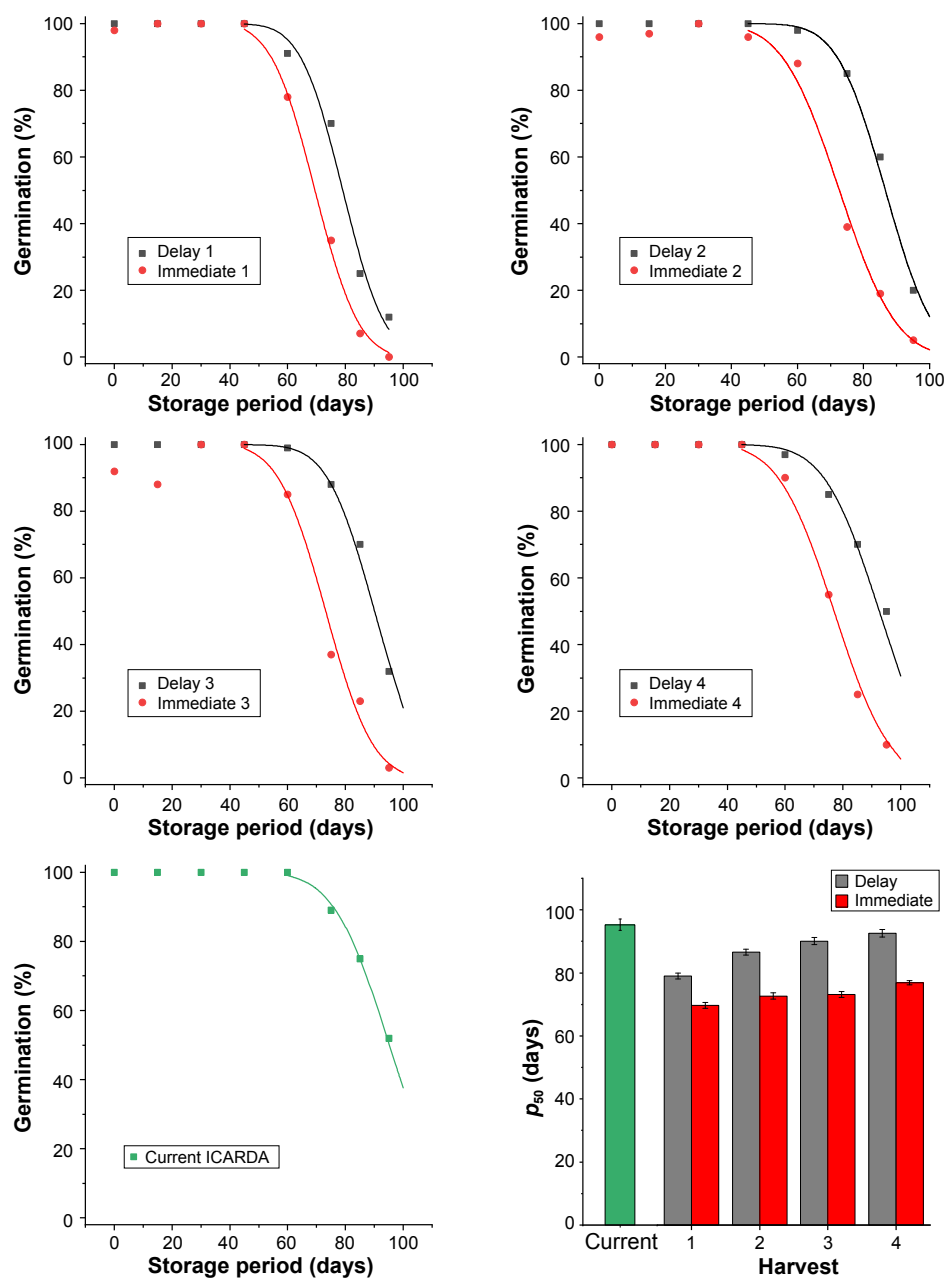 100
80
60
40
20
0
Germination (%)
Delay 1
Immediate 1
0 20 40 60 80 100
Storage period (days)
100
80
60
40
20
0
Germination (%)
Delay 2
Immediate 2
0 20 40 60 80 100
Storage period (days)
100
80
60
40
20
0
Germination (%)
Delay 3
Immediate 3
0 20 40 60 80 100
Storage period (days)
100
80
60
40
20
0
Germination (%)
Delay 4
Immediate 4
0 20 40 60 80 100
Storage period (days)
100
80
60
40
20
0
Germination (%)
Current ICARDA
0 20 40 60 80 100
Storage period (days)
Delay
Immediate
100
80
60
40
20
0
p50 (days)
Current 1 2 3 4
Harvest